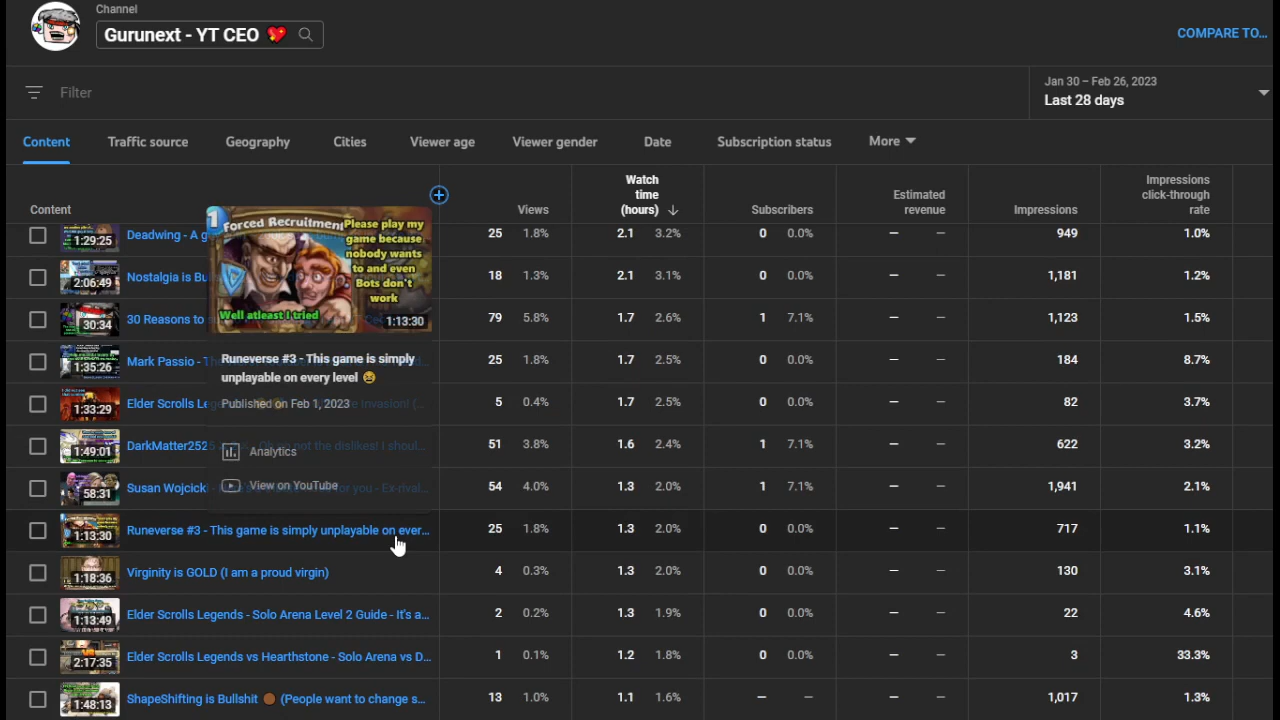 Channel
Gurunext - YT CEO 💖
COMPARE TO...
Filter
Jan 30 – Feb 26, 2023
Last 28 days
Content Traffic source Geography Cities Viewer age Viewer gender Date Subscription status More
Content Views Watch time (hours) Subscribers Estimated revenue Impressions Impressions click-through rate
1:29:25 Deadwing - A g 25 1.8% 2.1 3.2% 0 0.0% — — 949 1.0%
2:06:49 Nostalgia is Bu 18 1.3% 2.1 3.1% 0 0.0% — — 1,181 1.2%
30:34 30 Reasons to 79 5.8% 1.7 2.6% 1 7.1% — — 1,123 1.5%
1:35:26 Mark Passio - 25 1.8% 1.7 2.5% 0 0.0% — — 184 8.7%
1:33:29 Elder Scrolls Le Invasion! (... 5 0.4% 1.7 2.5% 0 0.0% — — 82 3.7%
1:49:01 DarkMatter2525 not the dislikes! I shoul... 51 3.8% 1.6 2.4% 1 7.1% — — 622 3.2%
58:31 Susan Wojcicki for you - Ex-rival... 54 4.0% 1.3 2.0% 1 7.1% — — 1,941 2.1%
1:13:30 Runeverse #3 - This game is simply unplayable on ever... 25 1.8% 1.3 2.0% 0 0.0% — — 717 1.1%
1:18:36 Virginity is GOLD (I am a proud virgin) 4 0.3% 1.3 2.0% 0 0.0% — — 130 3.1%
1:13:49 Elder Scrolls Legends - Solo Arena Level 2 Guide - It's a... 2 0.2% 1.3 1.9% 0 0.0% — — 22 4.6%
2:17:35 Elder Scrolls Legends vs Hearthstone - Solo Arena vs D... 1 0.1% 1.2 1.8% 0 0.0% — — 3 33.3%
1:48:13 ShapeShifting is Bullshit 🟤 (People want to change s... 13 1.0% 1.1 1.6% — — — — 1,017 1.3%
1
Forced Recruitment
Please play my
game because
nobody wants
to and even
Bots don't
work
Well atleast I tried
1:13:30
Runeverse #3 - This game is simply
unplayable on every level 😫
Published on Feb 1, 2023
Analytics
View on YouTube